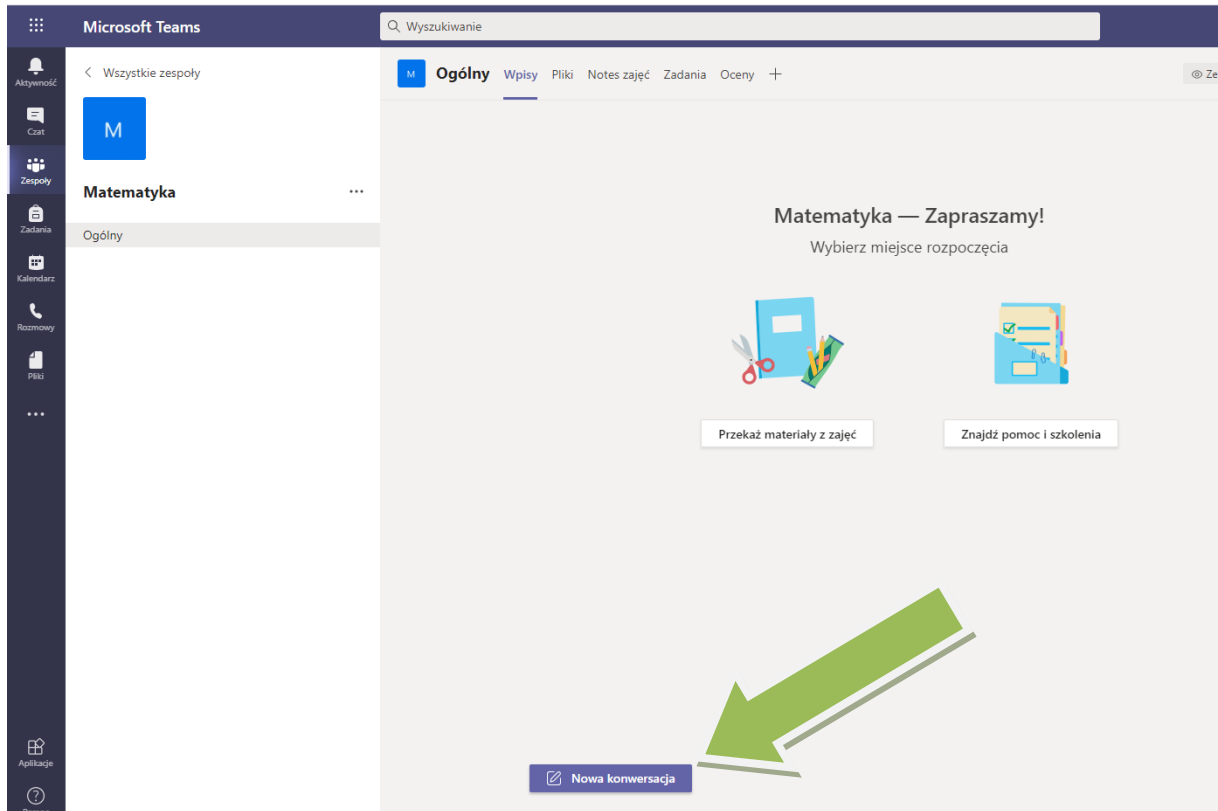 Microsoft Teams
Wyszukiwanie
Aktywność
Czat
Zespoły
Zadania
Kalendarz
Rozmowy
Pliki
Aplikacje
Wszystkie zespoły
M
Matematyka
Ogólny
M Ogólny Wpisy Pliki Notes zajęć Zadania Oceny
Ze
Matematyka — Zapraszamy!
Wybierz miejsce rozpoczęcia
Przekaż materiały z zajęć
Znajdź pomoc i szkolenia
Nowa konwersacja